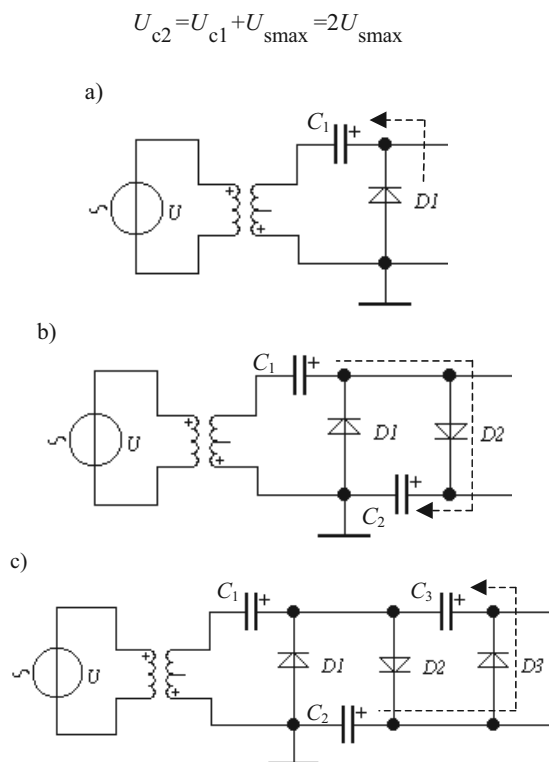 U_c2 = U_c1 + U_smax = 2U_smax
a)
C1 +
+
U
+
D1
b)
C1 +
+
U
+
D1
D2
C2 +
c)
C1 +
C3 +
+
U
+
D1
D2
D3
C2 +